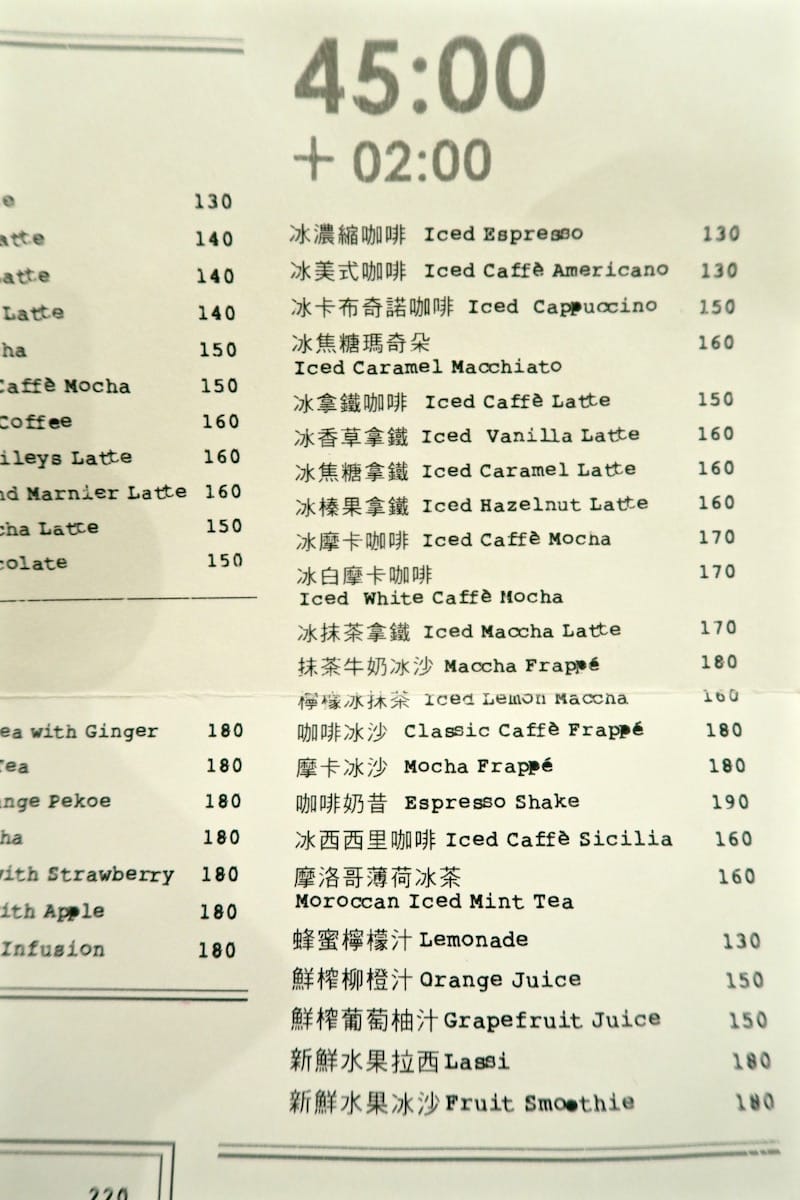 130
140
140
Latte 140
150
Caffè Mocha 150
Coffee 160
Latte 160
Marnier Latte 160
Latte 150
150
with Ginger 180
Tea 180
Pekoe 180
180
with Strawberry 180
with Apple 180
Infusion 180
220
45:00
+ 02:00
冰濃縮咖啡 Iced Espresso 130
冰美式咖啡 Iced Caffè Americano 130
冰卡布奇諾咖啡 Iced Cappuccino 150
冰焦糖瑪奇朵 160
Iced Caramel Macchiato
冰拿鐵咖啡 Iced Caffè Latte 150
冰香草拿鐵 Iced Vanilla Latte 160
冰焦糖拿鐵 Iced Caramel Latte 160
冰榛果拿鐵 Iced Hazelnut Latte 160
冰摩卡咖啡 Iced Caffè Mocha 170
冰白摩卡咖啡 170
Iced White Caffè Mocha
冰抹茶拿鐵 Iced Maccha Latte 170
抹茶牛奶冰沙 Maccha Frappé 180
檸檬冰抹茶 Iced Lemon Maccha 160
咖啡冰沙 Classic Caffè Frappé 180
摩卡冰沙 Mocha Frappé 180
咖啡奶昔 Espresso Shake 190
冰西西里咖啡 Iced Caffè Sicilia 160
摩洛哥薄荷冰茶 160
Moroccan Iced Mint Tea
蜂蜜檸檬汁 Lemonade 130
鮮榨柳橙汁 Orange Juice 150
鮮榨葡萄柚汁 Grapefruit Juice 150
新鮮水果拉西 Lassi 180
新鮮水果冰沙 Fruit Smoothie 180